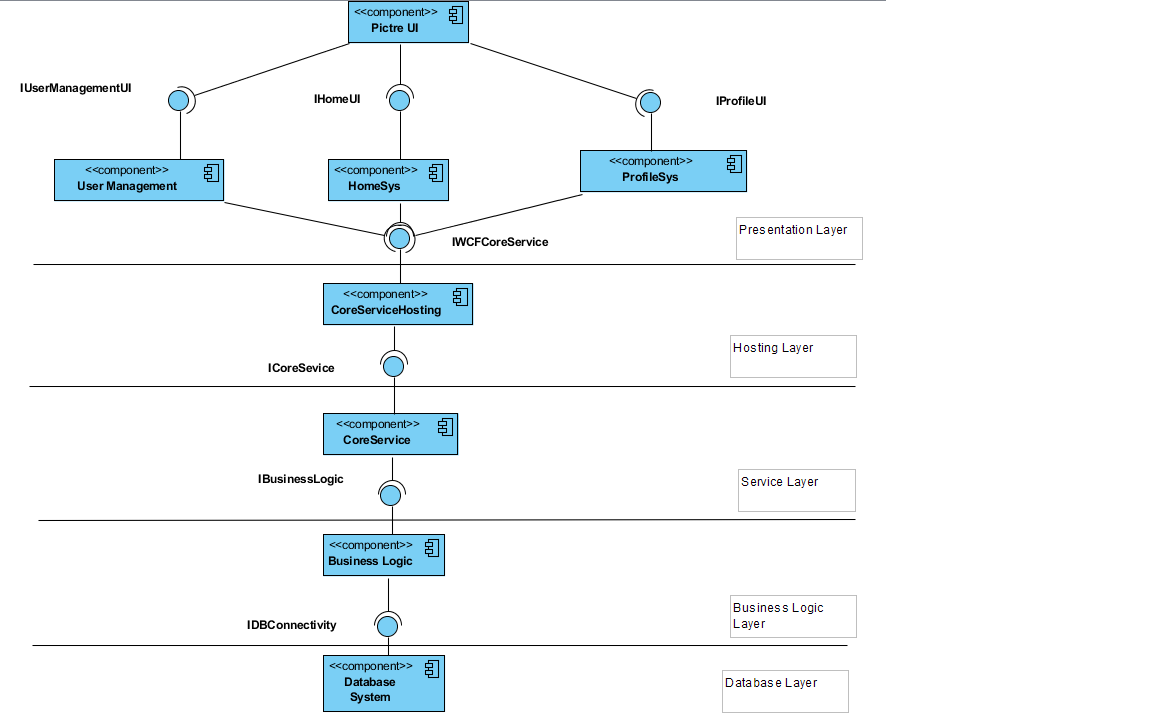 <<component>>
Pictre UI
IUserManagementUI
IHomeUI
IProfileUI
<<component>>
User Management
<<component>>
HomeSys
<<component>>
ProfileSys
IWCFCoreService
Presentation Layer
<<component>>
CoreServiceHosting
Hosting Layer
ICoreSevice
<<component>>
CoreService
IBusinessLogic
Service Layer
<<component>>
Business Logic
Business Logic
Layer
IDBConnectivity
<<component>>
Database
System
Database Layer